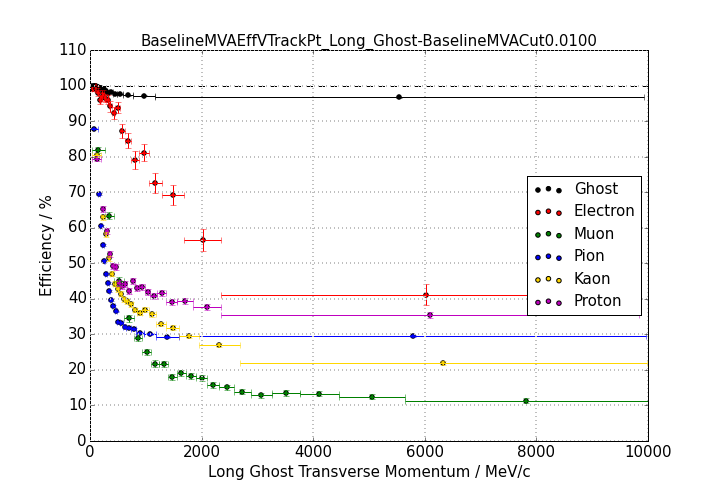 BaselineMVAEffVTrackPt_Long_Ghost-BaselineMVACut0.0100
110
100
90
80
70
60
50
40
30
20
10
0
Efficiency / %
Ghost
Electron
Muon
Pion
Kaon
Proton
0 2000 4000 6000 8000 10000
Long Ghost Transverse Momentum / MeV/c